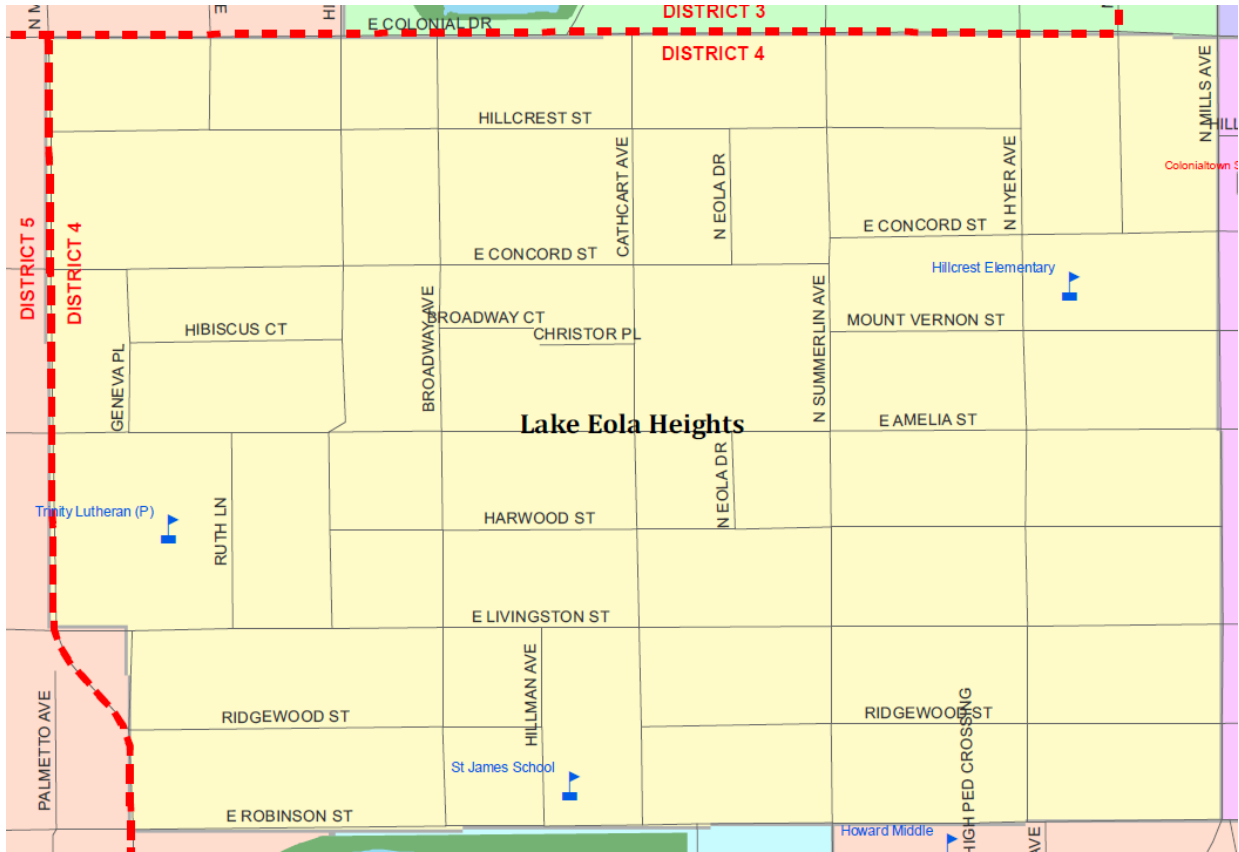 N M
E
HI
E COLONIAL DR
DISTRICT 3
DISTRICT 4
N MILLS AVE
HILL
HILLCREST ST
CATHCART AVE
N EOLA DR
N HYER AVE
Colonialtown S
DISTRICT 5
DISTRICT 4
E CONCORD ST
E CONCORD ST
Hillcrest Elementary
GENEVA PL
HIBISCUS CT
BROADWAY AVE
BROADWAY CT
CHRISTOR PL
N SUMMERLIN AVE
MOUNT VERNON ST
Lake Eola Heights
E AMELIA ST
Trinity Lutheran (P)
RUTH LN
HARWOOD ST
N EOLA DR
E LIVINGSTON ST
HILLMAN AVE
RIDGEWOOD ST
RIDGEWOOD ST
PALMETTO AVE
St James School
HIGH PED CROSSING
E ROBINSON ST
Howard Middle
AVE